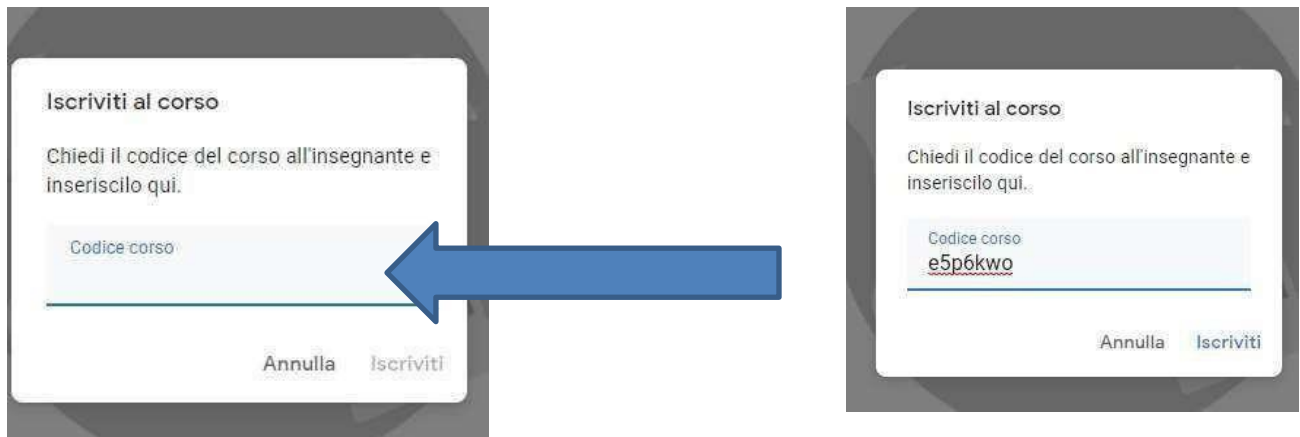 Iscriviti al corso
Chiedi il codice del corso all'insegnante e
inseriscilo qui.
Codice corso
Annulla Iscriviti
Iscriviti al corso
Chiedi il codice del corso all'insegnante e
inseriscilo qui.
Codice corso
e5p6kwo
Annulla Iscriviti